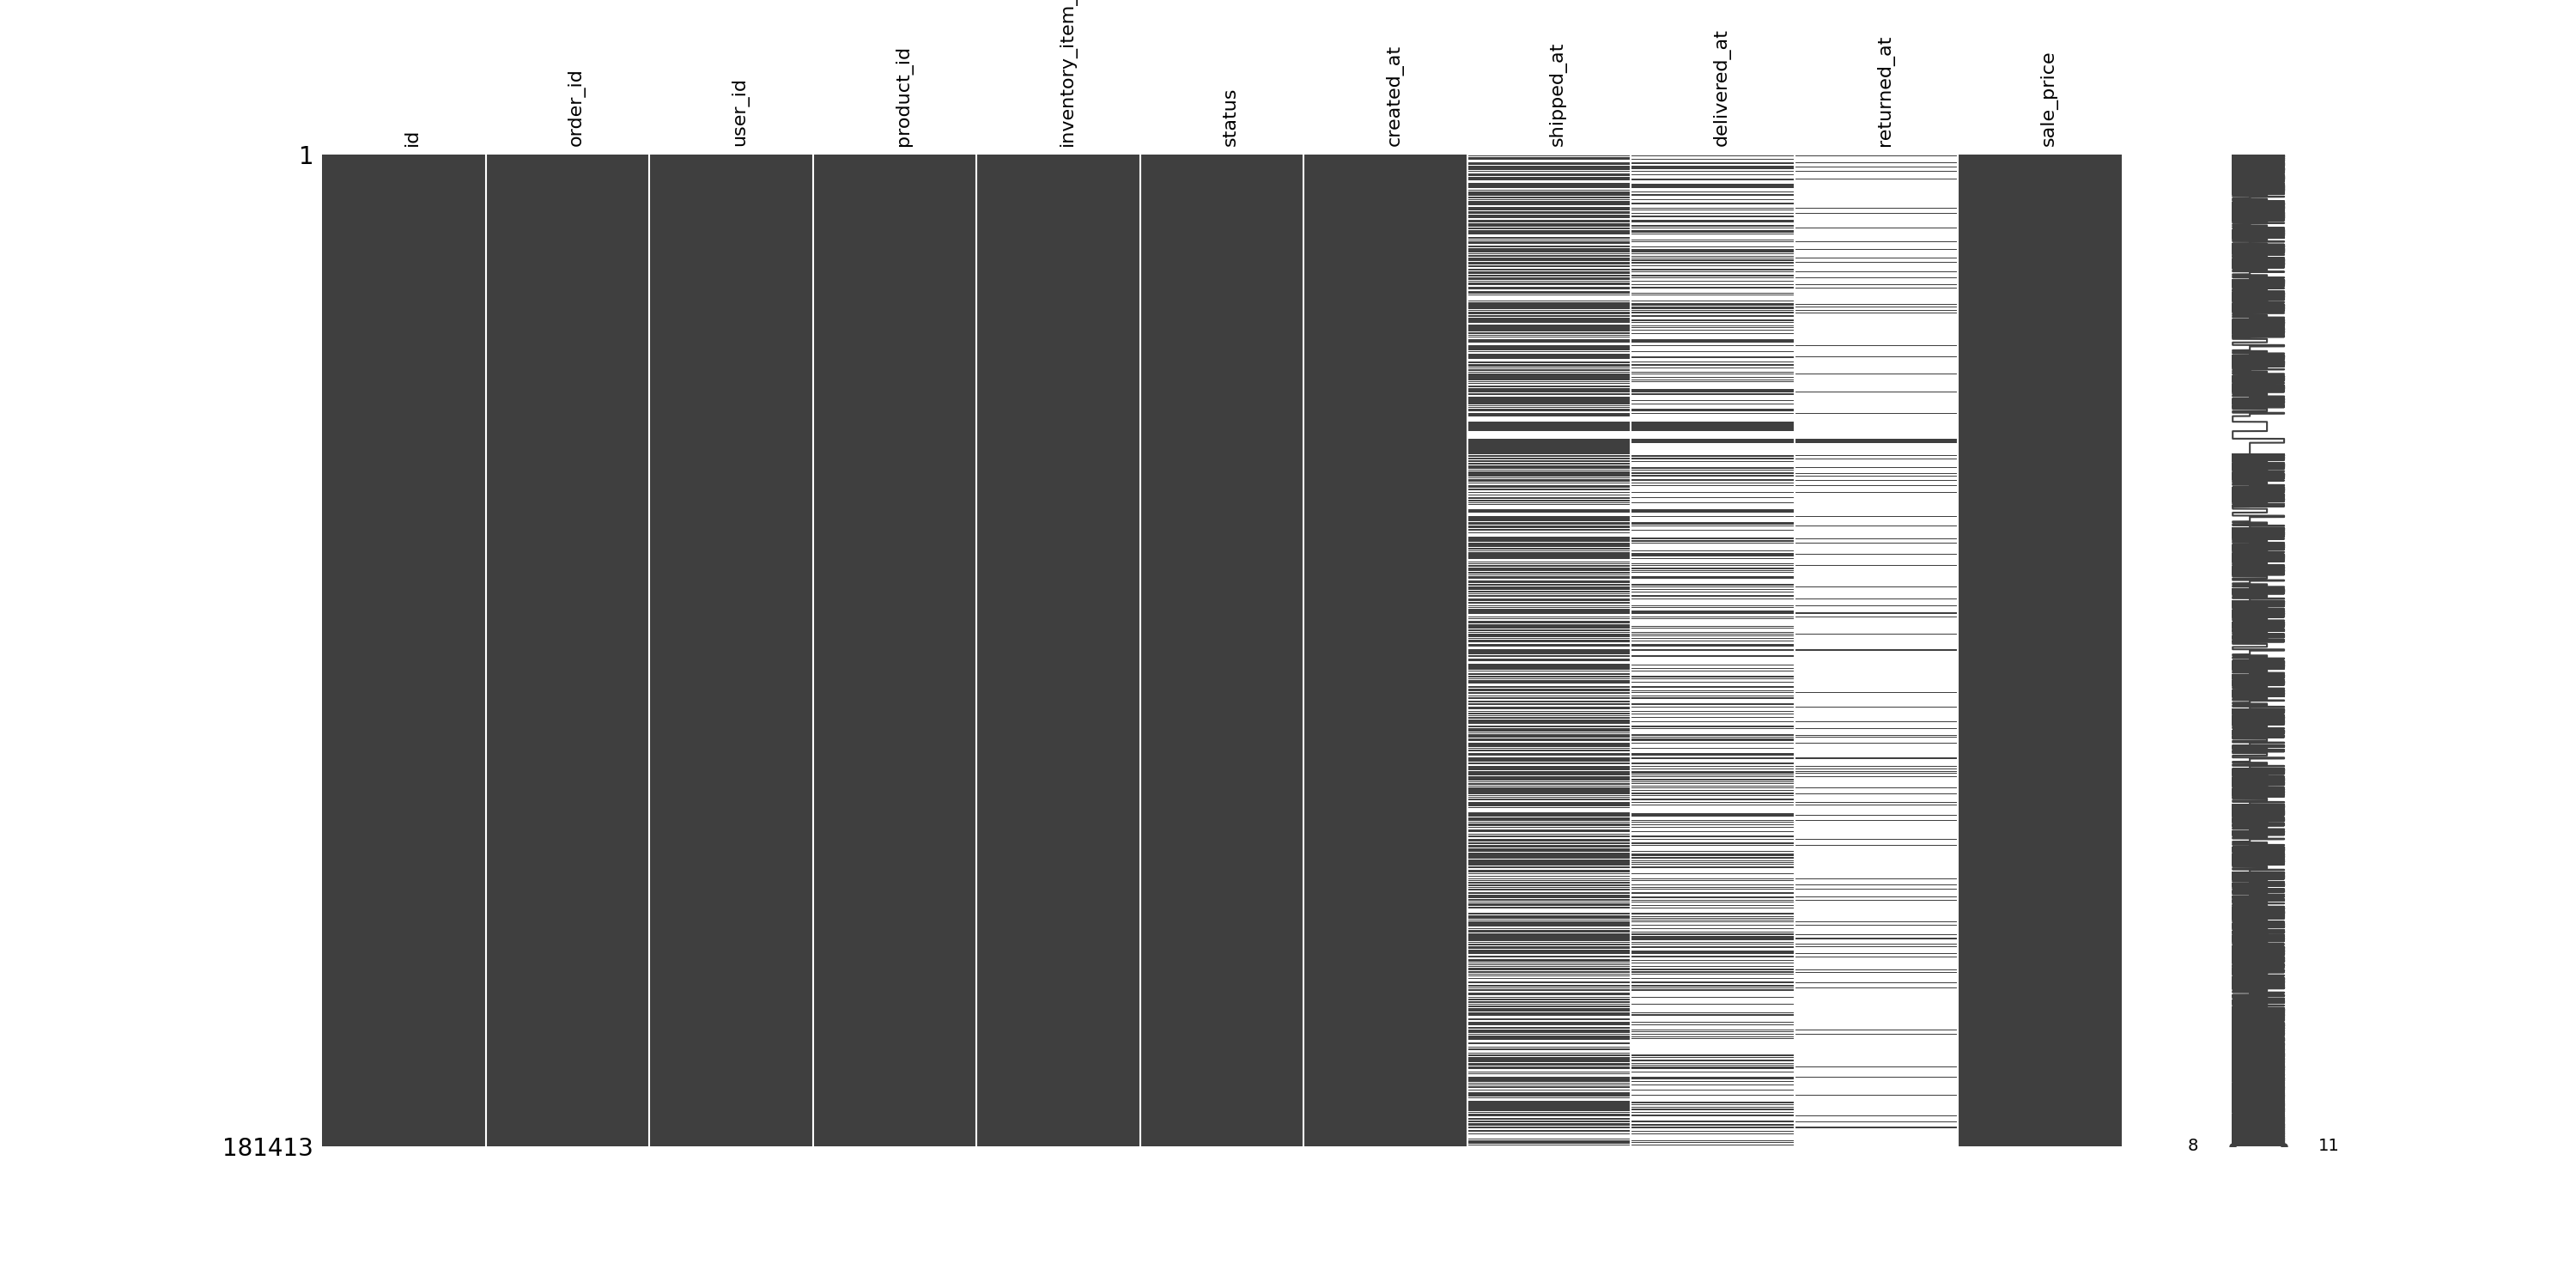 id
order_id
user_id
product_id
inventory_item_
status
created_at
shipped_at
delivered_at
returned_at
sale_price
1
181413
8
11